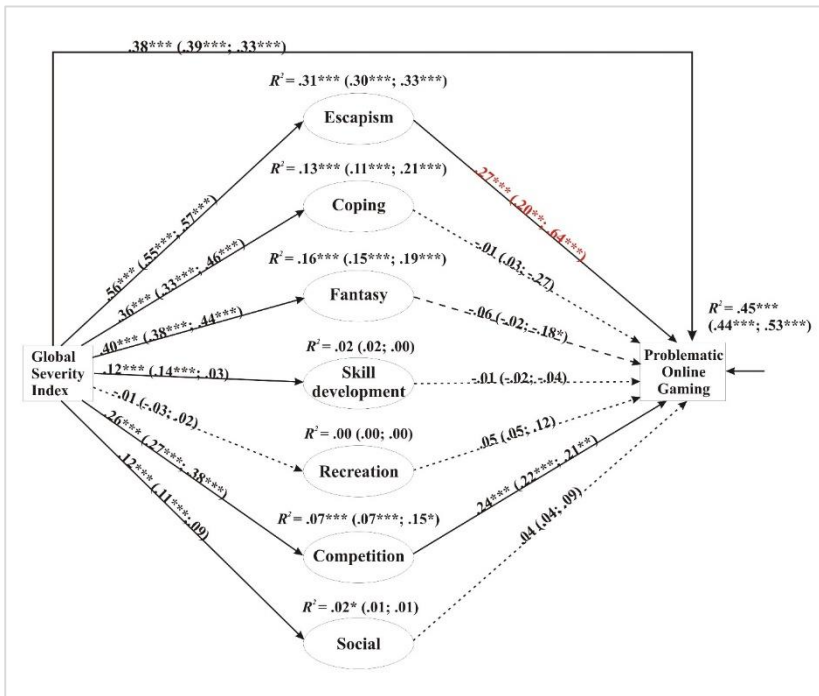 .38*** (.39***; .33***)
R² = .31*** (.30***; .33***)
Escapism
.56*** (.55***; .57***)
.27*** (.20**; .64***)
R² = .13*** (.11***; .21***)
Coping
.36*** (.33***; .46***)
-.01 (.03; -.27)
R² = .16*** (.15***; .19***)
Fantasy
.40*** (.38***; .44***)
-.06 (-.02; -.18*)
R² = .45***
(.44***; .53***)
Global
Severity
Index
R² = .02 (.02; .00)
Skill
development
.12*** (.14***; .03)
-.01 (-.02; -.04)
Problematic
Online
Gaming
-.01 (-.03; .02)
R² = .00 (.00; .00)
Recreation
.05 (.05; .12)
.26*** (.27***; .38***)
R² = .07*** (.07***; .15*)
Competition
.24*** (.22***; .21**)
.12*** (.11***;.09)
R² = .02* (.01; .01)
Social
.04 (.04; .09)